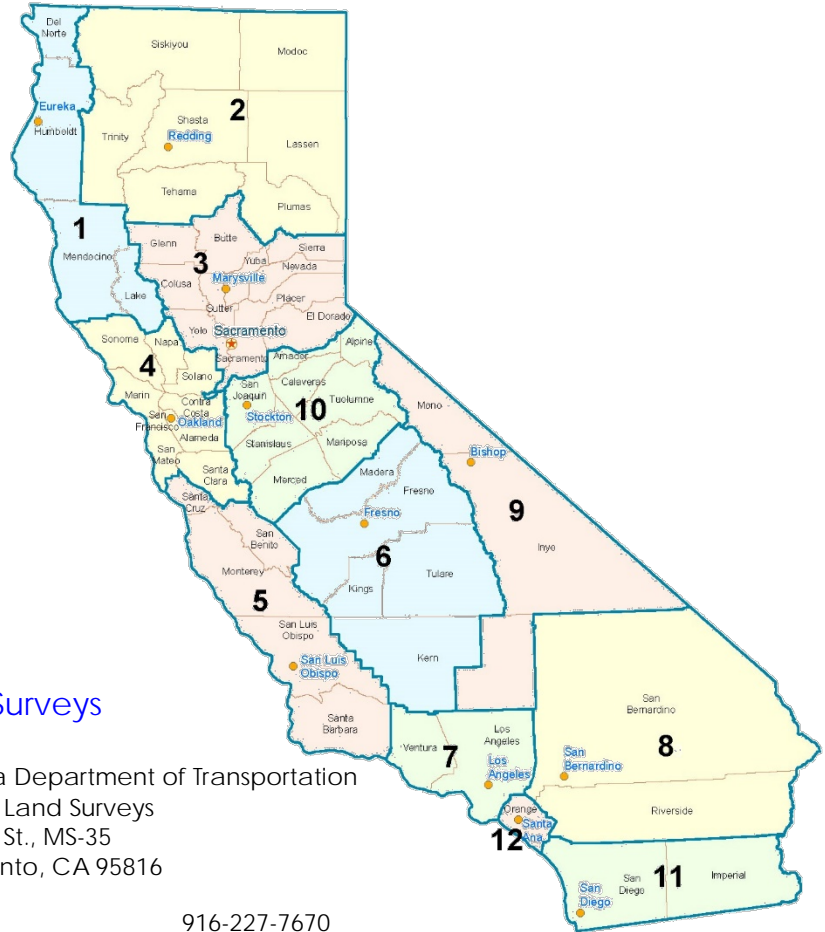 Del
Norte
Siskiyou
Modoc
Eureka
Humboldt
2
Shasta
Trinity
Redding
Lassen
Tehama
Plumas
1
Mendocino
Lake
Glenn
Butte
3
Sierra
Yuba
Nevada
Colusa
Marysville
Placer
Sutter
El Dorado
Yolo
Sacramento
Sacramento
Sonoma
Napa
4
Solano
Marin
Contra
Costa
San
Francisco
Oakland
Alameda
San
Mateo
Santa
Clara
Alpine
Amador
San
Joaquin
Calaveras
Tuolumne
10
Stockton
Stanislaus
Mariposa
Merced
Mono
Bishop
9
Inyo
Madera
Fresno
Fresno
6
Tulare
Kings
Kern
Santa
Cruz
San
Benito
Monterey
5
San Luis
Obispo
San Luis
Obispo
Santa
Barbara
Ventura
7
Los
Angeles
Los
Angeles
San
Bernardino
8
San
Bernardino
Riverside
Orange
Santa
Ana
12
San
Diego
11
Imperial
San
Diego
Surveys
a Department of Transportation
Land Surveys
St., MS-35
nto, CA 95816
916-227-7670